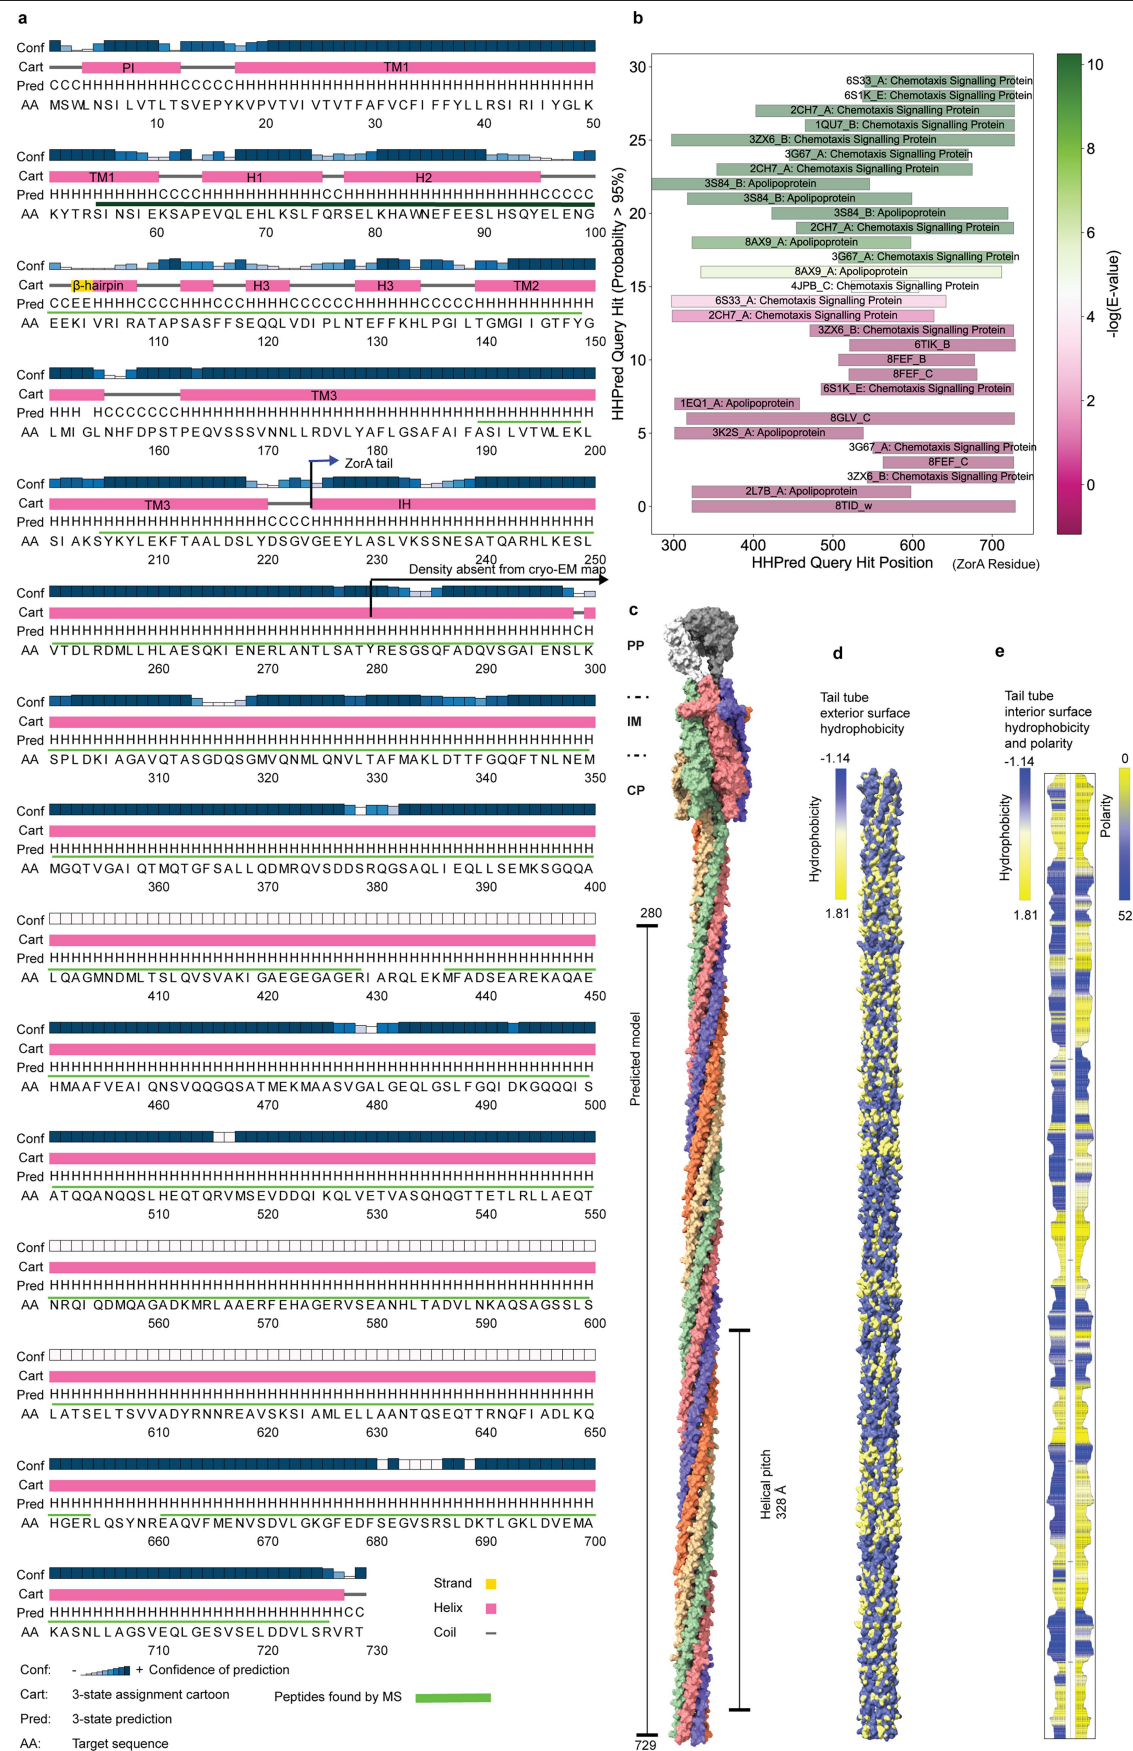 a
Conf
Cart PI TM1
Pred CCCHHHHHHHHHCCCCCHHHHHHHHHHHHHHHHHHHHHHHHHHHHHHHHH
AA MSWLNSILVTLTSVEPYKVPVTVIVTVTFAFVCFIFFYLLRSIRIIYGLK
10 20 30 40 50
Conf
Cart TM1 H1 H2
Pred HHHHHHHHHHCCCCHHHHHHHHHHHCCHHHHHHHHHHHHHHHHHHCCCCC
AA KYTRSINSIEKSAPEVQLEHLKSLFQRSELKHAWNEFEESLHSQYELENG
60 70 80 90 100
Conf
Cart β-hairpin H3 H3 TM2
AA EEKIVRIRATAPSASFFSEQQLVDIPLNTEFFKHLPGILTGMGIIGTFYG
110 120 130 140 150
Conf
Cart TM3
AA LMIGLNHFDPSTPEQVSSSVNNLLRDVLYAFLGSAFAIFASILVTWLEKL
160 170 180 190 200
ZorA tail
Conf
Cart TM3 IH
AA SIAKSYKYLEKFTAALDSLYDSGVGEEYLASLVKSSNESATQARHLKESL
210 220 230 240 250
Density absent from cryo-EM map
Conf
Cart
AA VTDLRDMLLHLAESQKIENERLANTLSATYRESGSQFADQVSGAIENSLK
260 270 280 290 300
Conf
Cart
Pred HHHHHHHHHHHHHHHHHHHHHHHHHHHHHHHHHHHHHHHHHHHHHHHHHH
AA SPLDKIAGAVQTASGDQSGMVQNMLQNVLTAFMAKLDTTFGQQFTNLNEM
310 320 330 340 350
Conf
Cart
Pred HHHHHHHHHHHHHHHHHHHHHHHHHHHHHHHHHHHHHHHHHHHHHHHHHH
AA MGQTVGAIQTMQTGFSALLQDMRQVSDDSRQGSAQLIEQLLSEMKSGQQA
360 370 380 390 400
Conf
Cart
Pred HHHHHHHHHHHHHHHHHHHHHHHHHHHHHHHHHHHHHHHHHHHHHHHHHH
AA LQAGMNDMLTSLQVSVAKIGAEGEGAGERIARQLEKMFADSEAREKAQAE
410 420 430 440 450
Conf
Cart
Pred HHHHHHHHHHHHHHHHHHHHHHHHHHHHHHHHHHHHHHHHHHHHHHHHHH
AA HMAAFVEAIQNSVQQGQSATMEKMAASVGALGEQLGSLFGQIDKGQQQIS
460 470 480 490 500
Conf
Cart
Pred HHHHHHHHHHHHHHHHHHHHHHHHHHHHHHHHHHHHHHHHHHHHHHHHHH
AA ATQQANQQSLHEQTQRVMSEVDDQIKQLVETVASQHQGTTETLRLLAEQT
510 520 530 540 550
Conf
Cart
Pred HHHHHHHHHHHHHHHHHHHHHHHHHHHHHHHHHHHHHHHHHHHHHHHHHH
AA NRQIQDMQAGADKMRLAAERFEHAGERVSEANHLTADVLNKAQSAGSSLS
560 570 580 590 600
Conf
Cart
Pred HHHHHHHHHHHHHHHHHHHHHHHHHHHHHHHHHHHHHHHHHHHHHHHHHH
AA LATSELTSVVADYRNNREAVSKSIAMLELLAANTQSEQTTRNQFIADLKQ
610 620 630 640 650
Conf
Cart
Pred HHHHHHHHHHHHHHHHHHHHHHHHHHHHHHHHHHHHHHHHHHHHHHHHHH
AA HGERLQSYNREAQVFMENVSDVLGKGFEDFSEGVSRSLDKTLGKLDVEMA
660 670 680 690 700
Conf
Cart
Pred HHHHHHHHHHHHHHHHHHHHHHHHHHHCC
AA KASNLLAGSVEQLGESVSELDDVLSRVRT
710 720 730
Strand
Helix
Coil
Conf: - + Confidence of prediction
Cart: 3-state assignment cartoon
Pred: 3-state prediction
AA: Target sequence
Peptides found by MS
b
HHPred Query Hit (Probabilty > 95%)
30
25
20
15
10
5
0
6S33_A: Chemotaxis Signalling Protein
6S1K_E: Chemotaxis Signalling Protein
2CH7_A: Chemotaxis Signalling Protein
1QU7_B: Chemotaxis Signalling Protein
3ZX6_B: Chemotaxis Signalling Protein
3G67_A: Chemotaxis Signalling Protein
2CH7_A: Chemotaxis Signalling Protein
3S84_B: Apolipoprotein
3S84_B: Apolipoprotein
3S84_B: Apolipoprotein
2CH7_A: Chemotaxis Signalling Protein
8AX9_A: Apolipoprotein
3G67_A: Chemotaxis Signalling Protein
8AX9_A: Apolipoprotein
4JPB_C: Chemotaxis Signalling Protein
6S33_A: Chemotaxis Signalling Protein
2CH7_A: Chemotaxis Signalling Protein
3ZX6_B: Chemotaxis Signalling Protein
6TIK_B
8FEF_B
8FEF_C
6S1K_E: Chemotaxis Signalling Protein
1EQ1_A: Apolipoprotein
8GLV_C
3K2S_A: Apolipoprotein
3G67_A: Chemotaxis Signalling Protein
8FEF_C
3ZX6_B: Chemotaxis Signalling Protein
2L7B_A: Apolipoprotein
8TID_w
300 400 500 600 700
HHPred Query Hit Position (ZorA Residue)
10
8
6
4
2
0
-log(E-value)
c
PP
IM
CP
280
Predicted model
729
Helical pitch
328 Å
d
Tail tube
exterior surface
hydrophobicity
-1.14
Hydrophobicity
1.81
e
Tail tube
interior surface
hydrophobicity
and polarity
-1.14
Hydrophobicity
1.81
0
Polarity
52